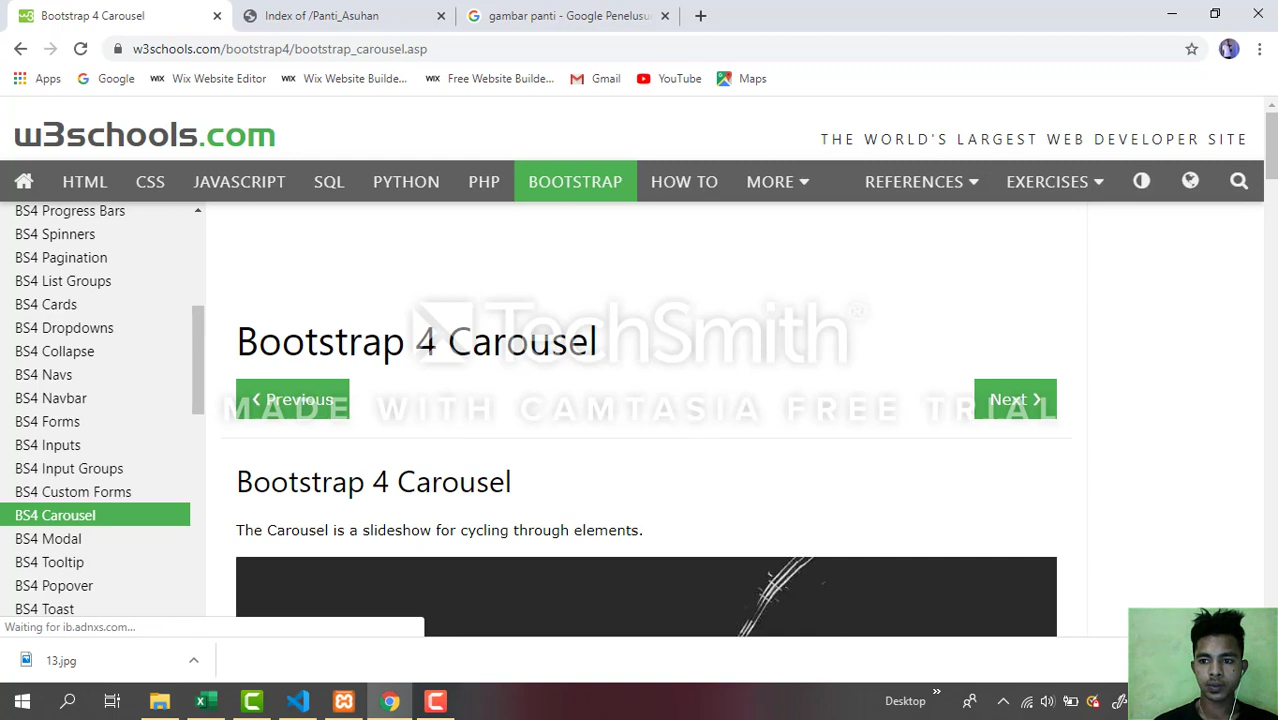 Bootstrap 4 Carousel
Index of /Panti_Asuhan
gambar panti - Google Penelusu
w3schools.com/bootstrap4/bootstrap_carousel.asp
Apps Google Wix Website Editor Wix Website Builde... Free Website Builde... Gmail YouTube Maps
w3schools.com
THE WORLD'S LARGEST WEB DEVELOPER SITE
HTML CSS JAVASCRIPT SQL PYTHON PHP BOOTSTRAP HOW TO MORE REFERENCES EXERCISES
BS4 Progress Bars
BS4 Spinners
BS4 Pagination
BS4 List Groups
BS4 Cards
BS4 Dropdowns
BS4 Collapse
BS4 Navs
BS4 Navbar
BS4 Forms
BS4 Inputs
BS4 Input Groups
BS4 Custom Forms
BS4 Carousel
BS4 Modal
BS4 Tooltip
BS4 Popover
BS4 Toast
Bootstrap 4 Carousel
❮ Previous
Next ❯
Bootstrap 4 Carousel
The Carousel is a slideshow for cycling through elements.
TechSmith®
MADE WITH CAMTASIA FREE TRIAL
Waiting for ib.adnxs.com...
13.jpg
Desktop